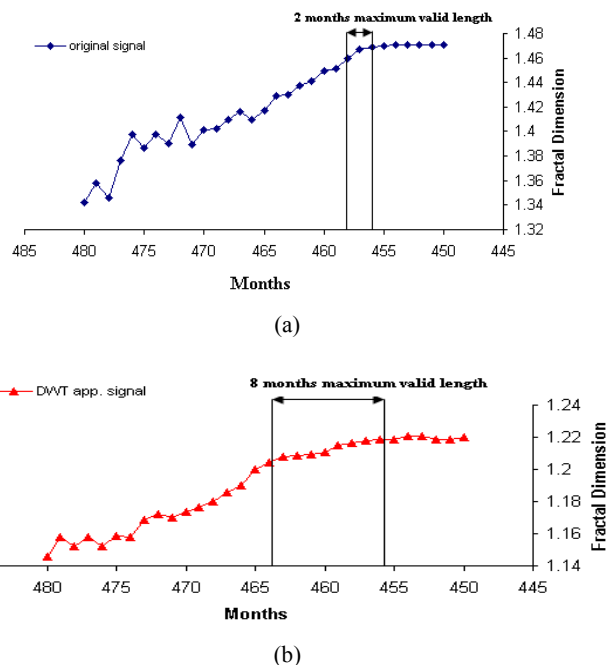 2 months maximum valid length
original signal
1.48
1.46
1.44
1.42
1.4
1.38
1.36
1.34
1.32
Fractal Dimension
485 480 475 470 465 460 455 450 445
Months
(a)
DWT app. signal
8 months maximum valid length
1.24
1.22
1.2
1.18
1.16
1.14
Fractal Dimension
480 475 470 465 460 455 450 445
Months
(b)